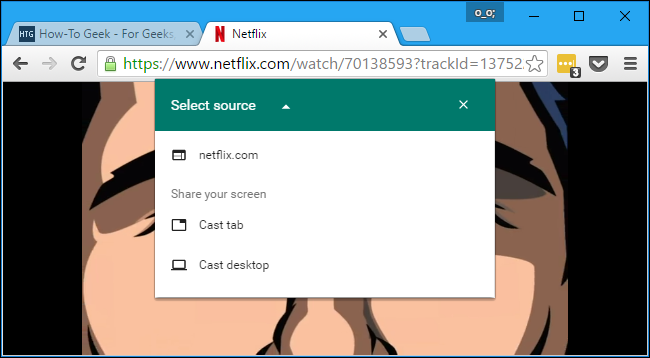 o_o;
HTG How-To Geek - For Geeks,
N Netflix
https://www.netflix.com/watch/70138593?trackId=13752
3
Select source
netflix.com
Share your screen
Cast tab
Cast desktop